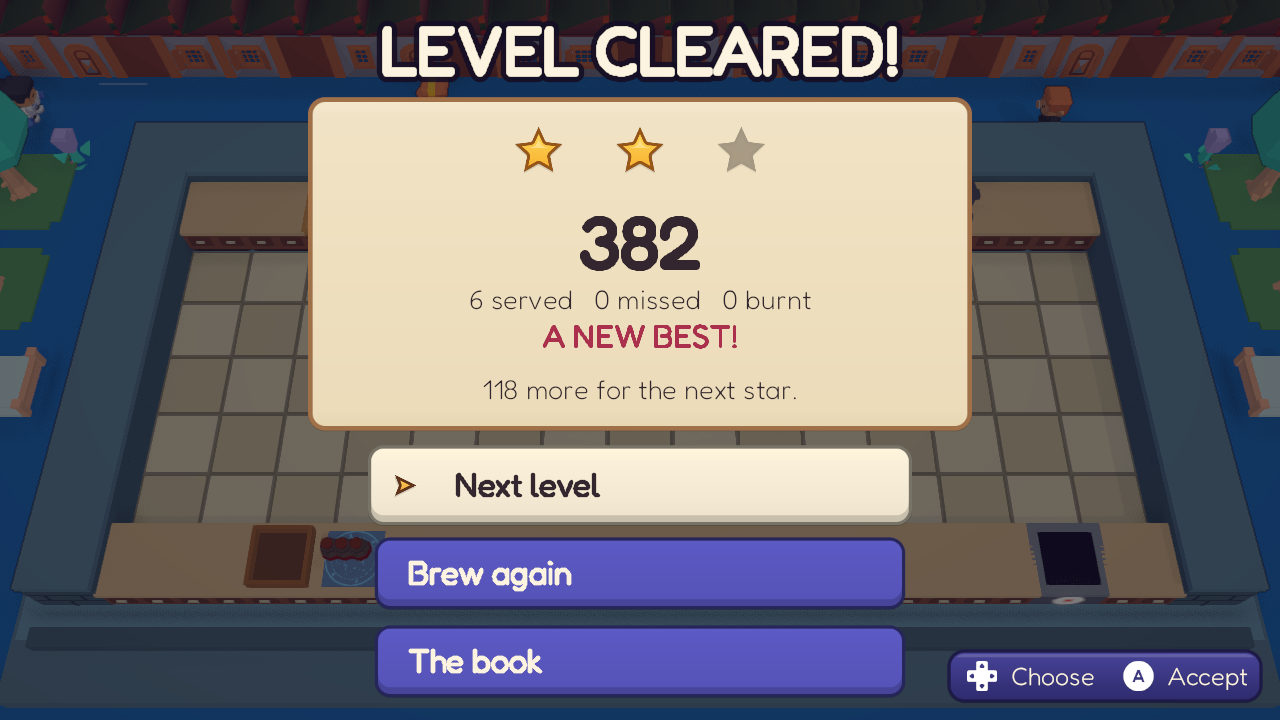 LEVEL CLEARED!
382
6 served 0 missed 0 burnt
A NEW BEST!
118 more for the next star.
Next level
Brew again
The book
Choose A Accept